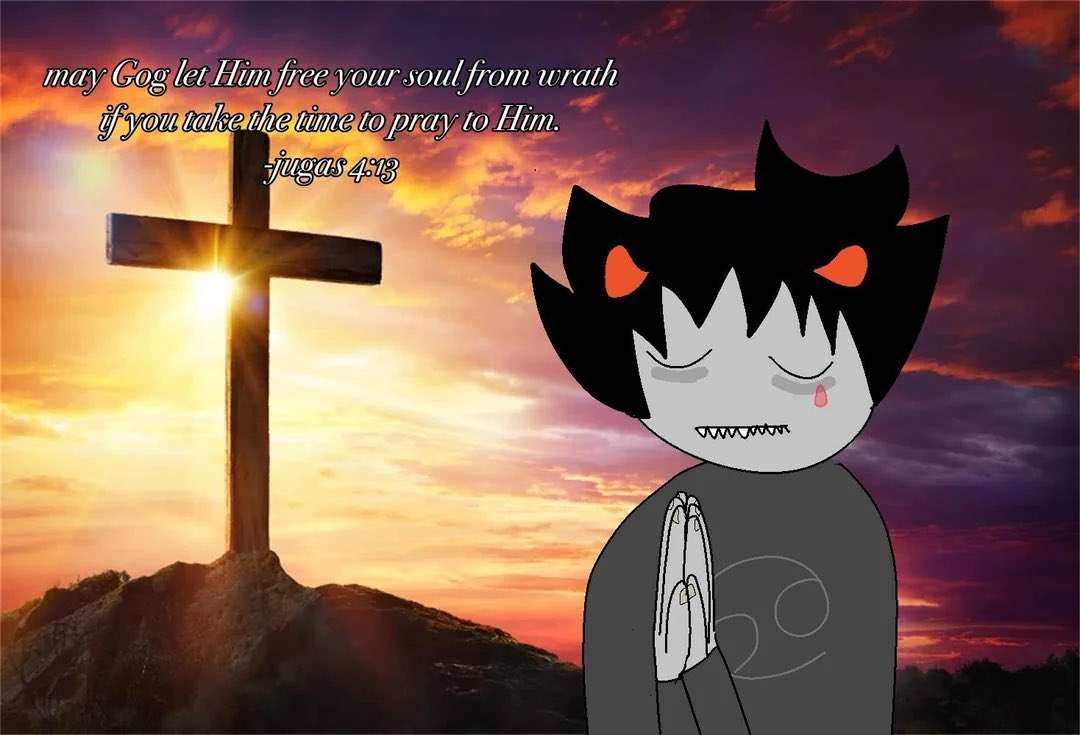 may Gog let Him free your soul from wrath
if you take the time to pray to Him.
-jugas 4:13